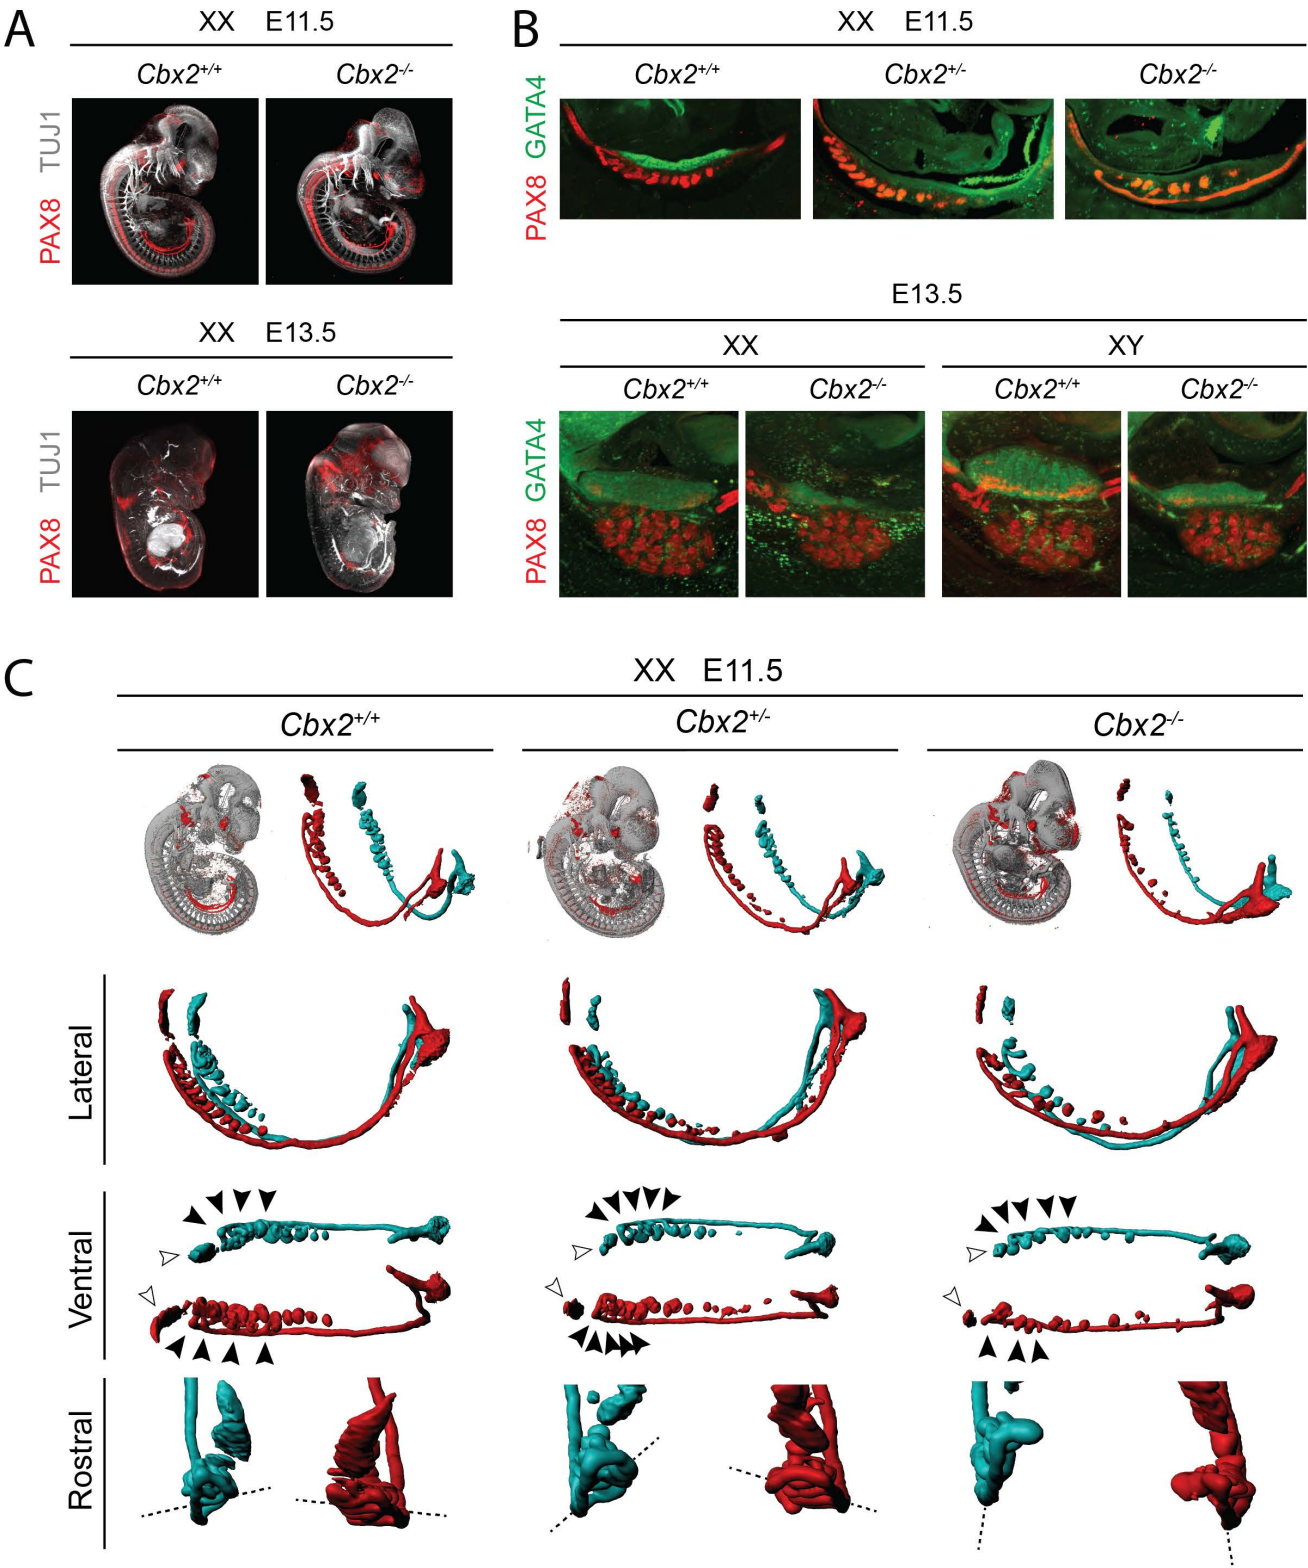 A
XX E11.5
Cbx2+/+ Cbx2-/-
PAX8 TUJ1
XX E13.5
Cbx2+/+ Cbx2-/-
PAX8 TUJ1
B
XX E11.5
Cbx2+/+ Cbx2+/- Cbx2-/-
PAX8 GATA4
E13.5
XX XY
Cbx2+/+ Cbx2-/- Cbx2+/+ Cbx2-/-
PAX8 GATA4
C
XX E11.5
Cbx2+/+ Cbx2+/- Cbx2-/-
Lateral
Ventral
Rostral